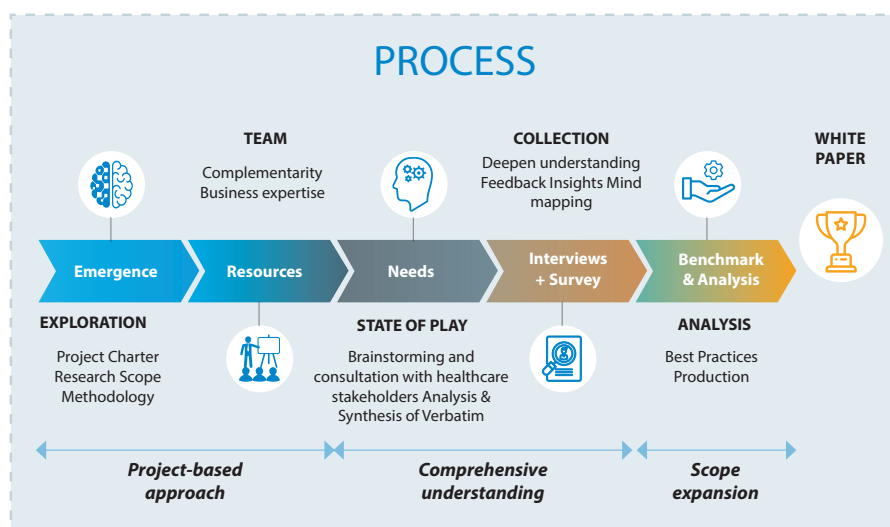 PROCESS
TEAM
Complementarity
Business expertise
COLLECTION
Deepen understanding
Feedback Insights Mind
mapping
WHITE
PAPER
Emergence
Resources
Needs
Interviews
+ Survey
Benchmark
& Analysis
EXPLORATION
Project Charter
Research Scope
Methodology
STATE OF PLAY
Brainstorming and
consultation with healthcare
stakeholders Analysis &
Synthesis of Verbatim
ANALYSIS
Best Practices
Production
Project-based
approach
Comprehensive
understanding
Scope
expansion